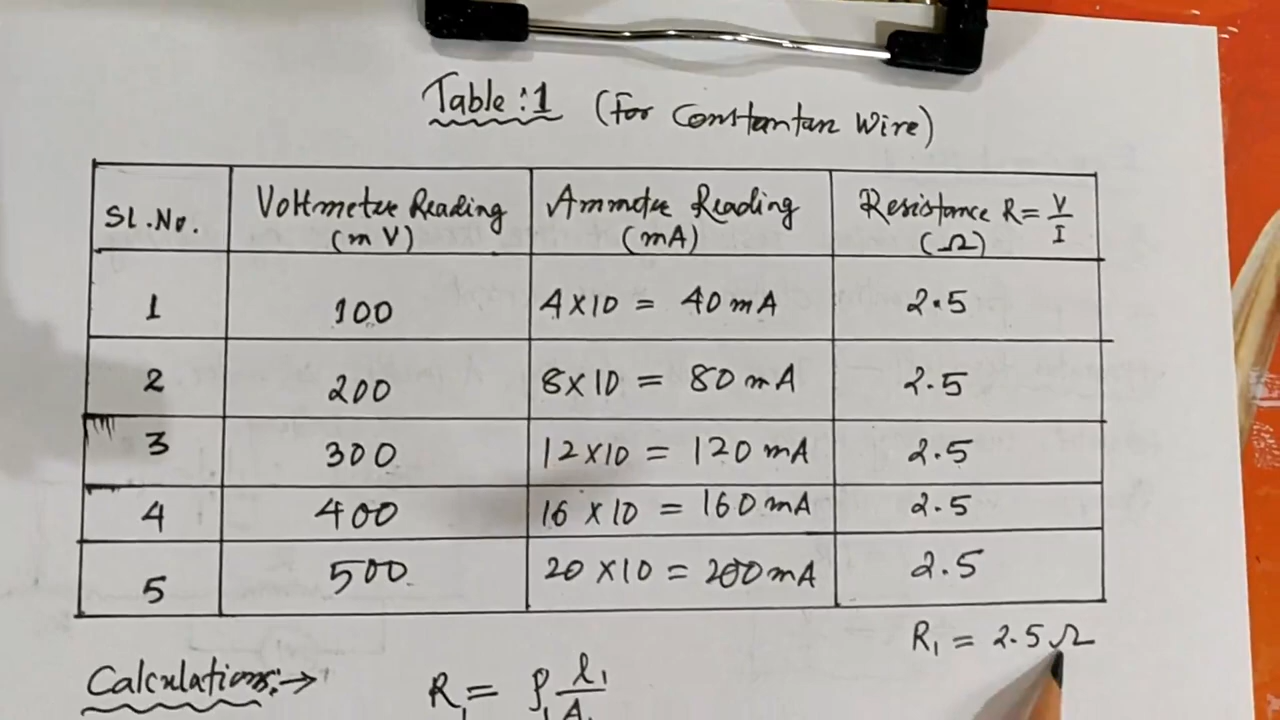 Table : 1 (For Constantan Wire)
Sl. No. Voltmeter Reading (mV) Ammeter Reading (mA) Resistance R = V/I (Ω)
1 100 4×10 = 40 mA 2.5
2 200 8×10 = 80 mA 2.5
3 300 12×10 = 120 mA 2.5
4 400 16×10 = 160 mA 2.5
5 500 20×10 = 200 mA 2.5
R₁ = 2.5 Ω
Calculations:→ R₁ = ρ₁ l₁/A₁